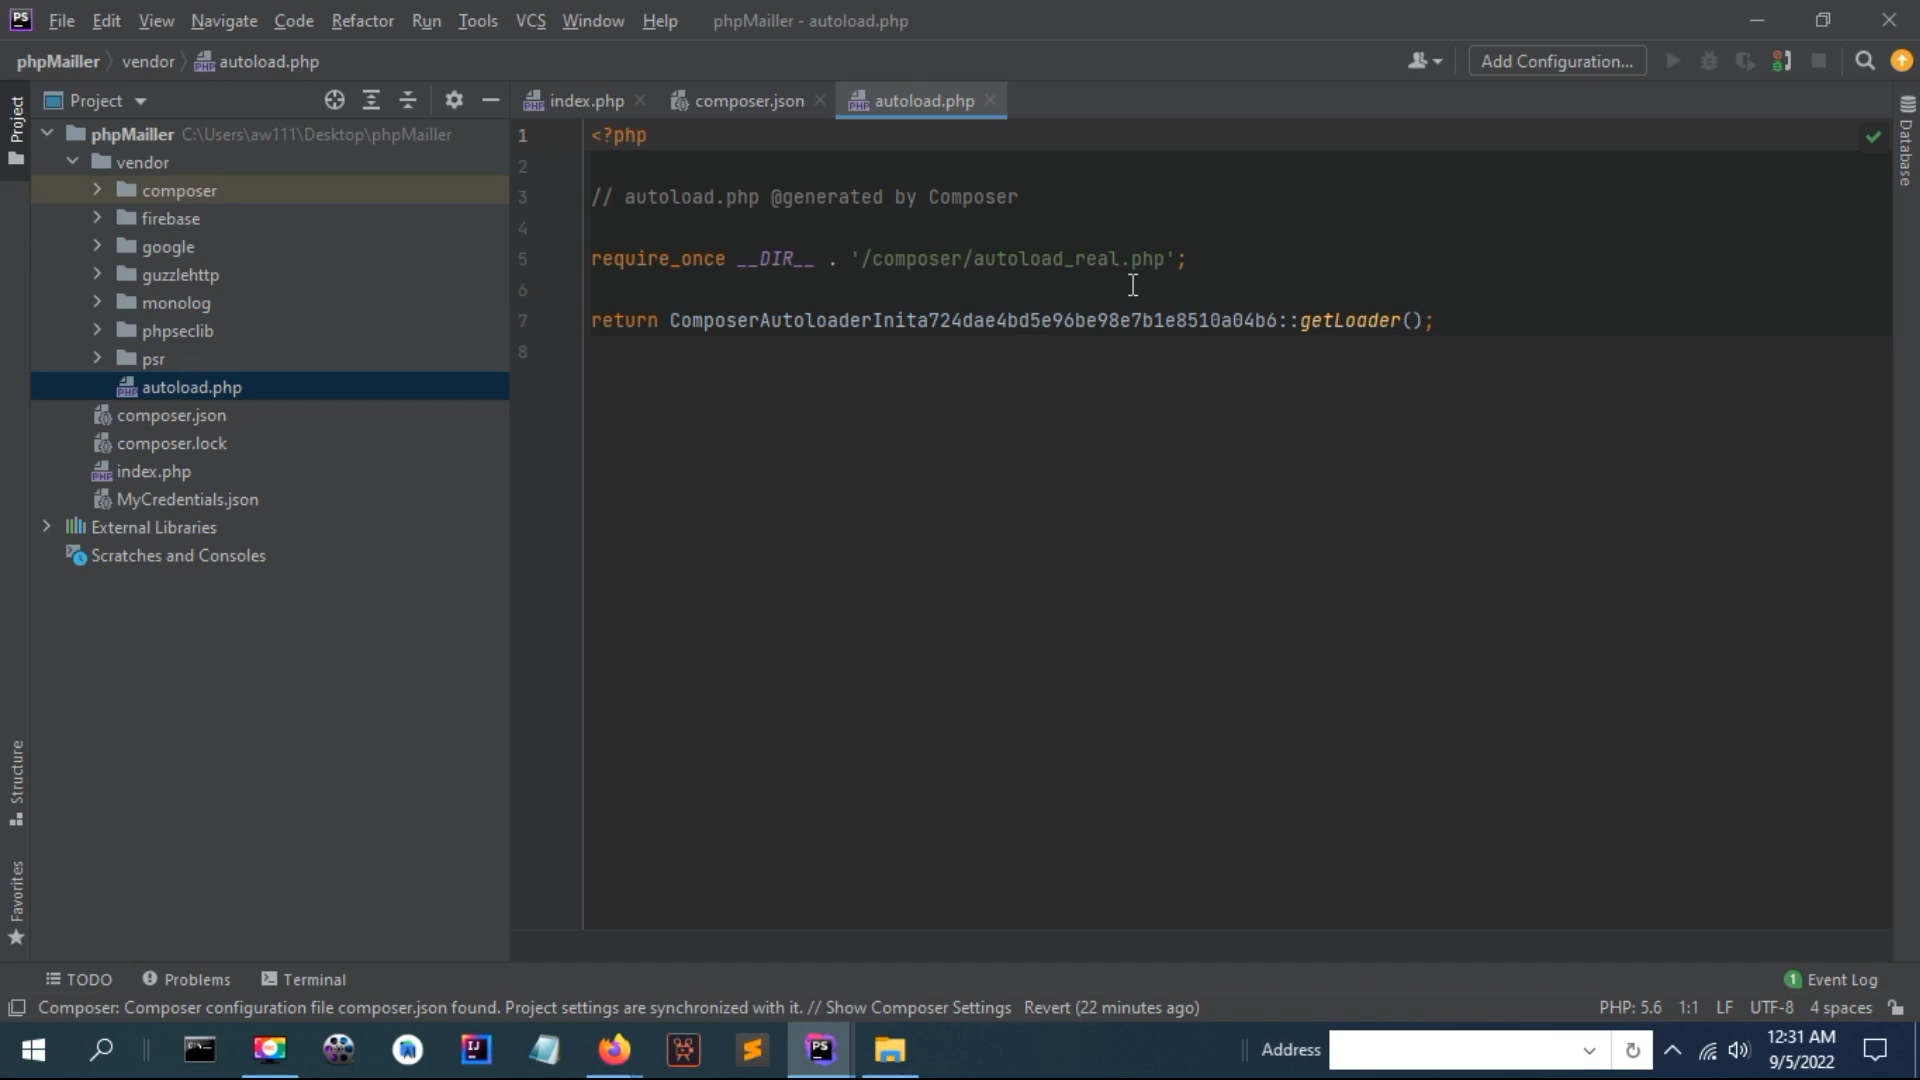 PS File Edit View Navigate Code Refactor Run Tools VCS Window Help phpMailler - autoload.php
phpMailler vendor autoload.php Add Configuration...
Project Project index.php composer.json autoload.php
phpMailler C:\Users\aw111\Desktop\phpMailler
vendor
composer
firebase
google
guzzlehttp
monolog
phpseclib
psr
autoload.php
composer.json
composer.lock
index.php
MyCredentials.json
External Libraries
Scratches and Consoles
1 <?php
2
3 // autoload.php @generated by Composer
4
5 require_once __DIR__ . '/composer/autoload_real.php';
6
7 return ComposerAutoloaderInita724dae4bd5e96be98e7b1e8510a04b6::getLoader();
8
Database
Structure
Favorites
TODO Problems Terminal 1 Event Log
Composer: Composer configuration file composer.json found. Project settings are synchronized with it. // Show Composer Settings Revert (22 minutes ago) PHP: 5.6 1:1 LF UTF-8 4 spaces
Address 12:31 AM
9/5/2022